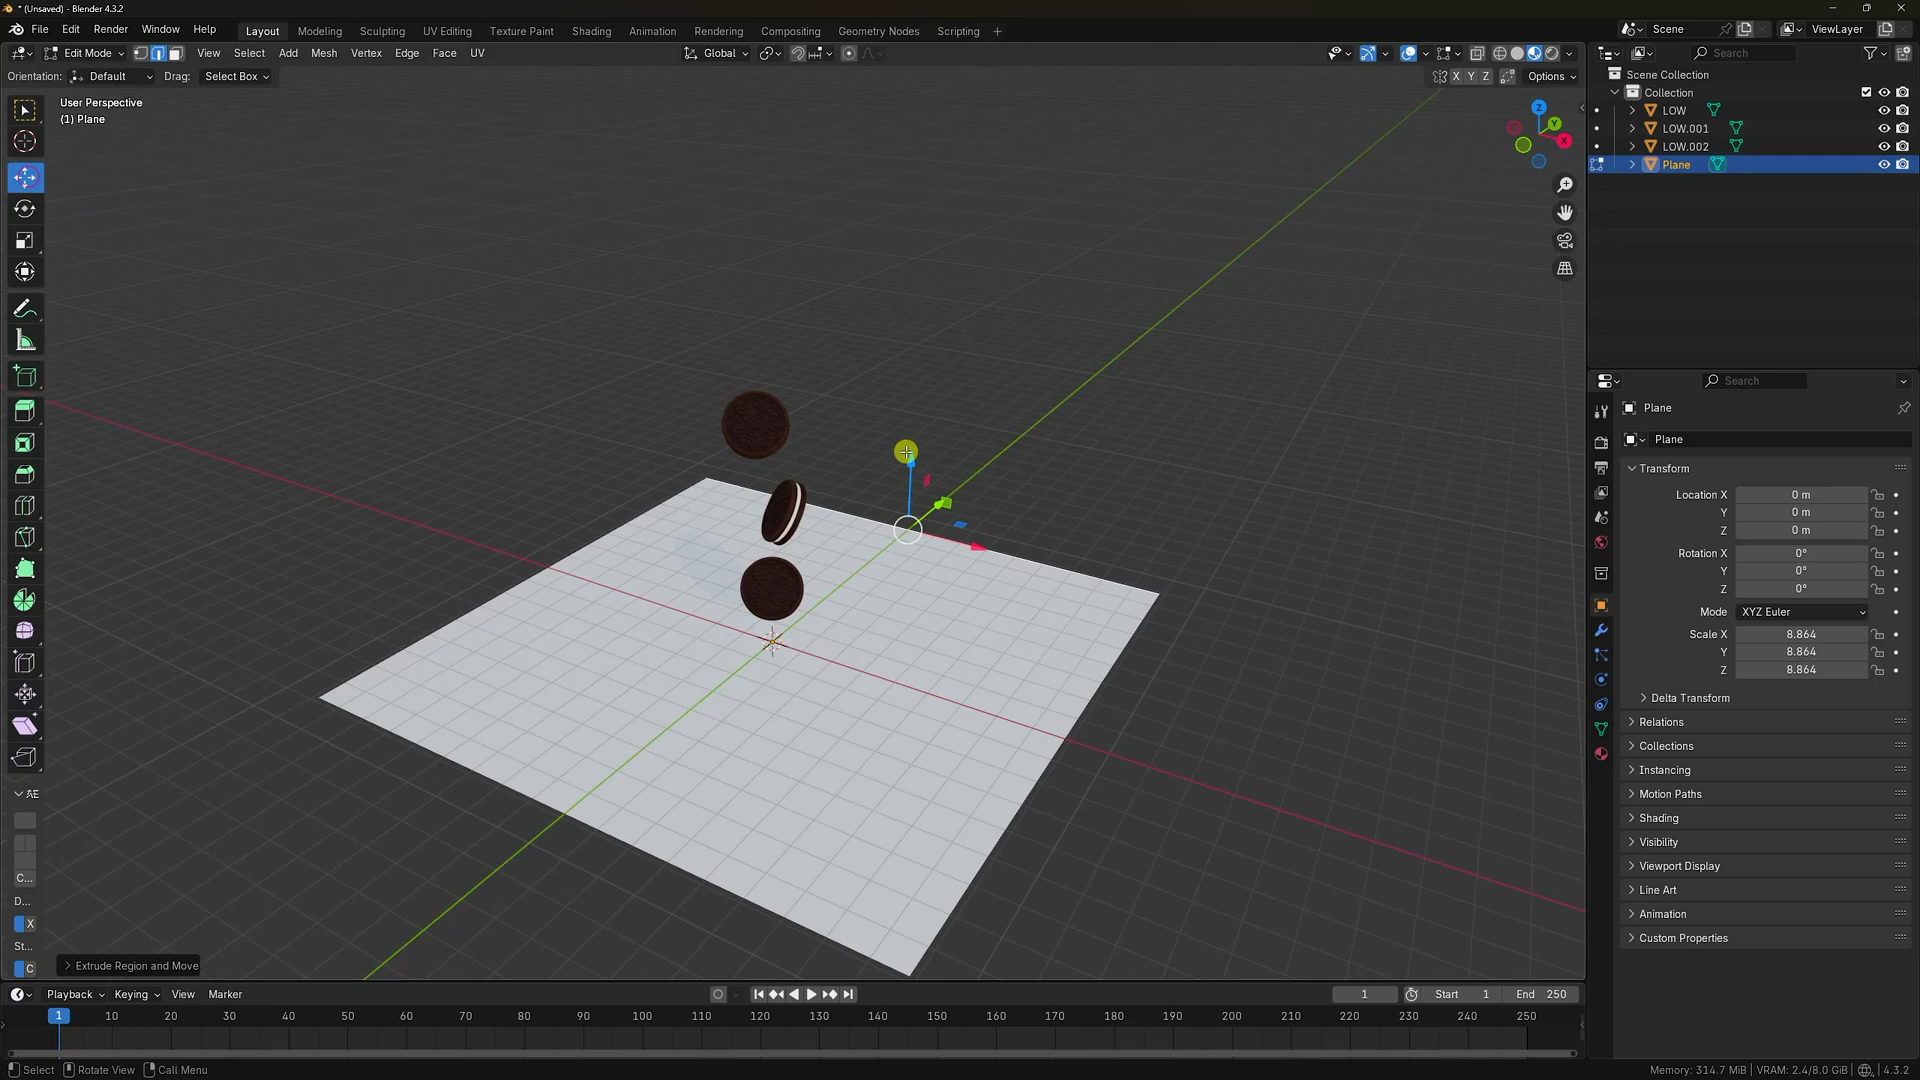 * (Unsaved) - Blender 4.3.2
File Edit Render Window Help
Layout Modeling Sculpting UV Editing Texture Paint Shading Animation Rendering Compositing Geometry Nodes Scripting +
Scene
ViewLayer
Edit Mode View Select Add Mesh Vertex Edge Face UV
Global
Search
Orientation: Default Drag: Select Box
X Y Z Options
User Perspective
(1) Plane
Z
Y
X
Scene Collection
Collection
LOW
LOW.001
LOW.002
Plane
Search
Plane
Plane
Transform
Location X 0 m
Y 0 m
Z 0 m
Rotation X 0°
Y 0°
Z 0°
Mode XYZ Euler
Scale X 8.864
Y 8.864
Z 8.864
Delta Transform
Relations
Collections
Instancing
Motion Paths
Shading
Visibility
Viewport Display
Line Art
Animation
Custom Properties
Æ
C...
D...
X
St...
C
Extrude Region and Move
Playback Keying View Marker
1 Start 1 End 250
1 10 20 30 40 50 60 70 80 90 100 110 120 130 140 150 160 170 180 190 200 210 220 230 240 250
Select Rotate View Call Menu
Memory: 314.7 MiB | VRAM: 2.4/8.0 GiB | 4.3.2